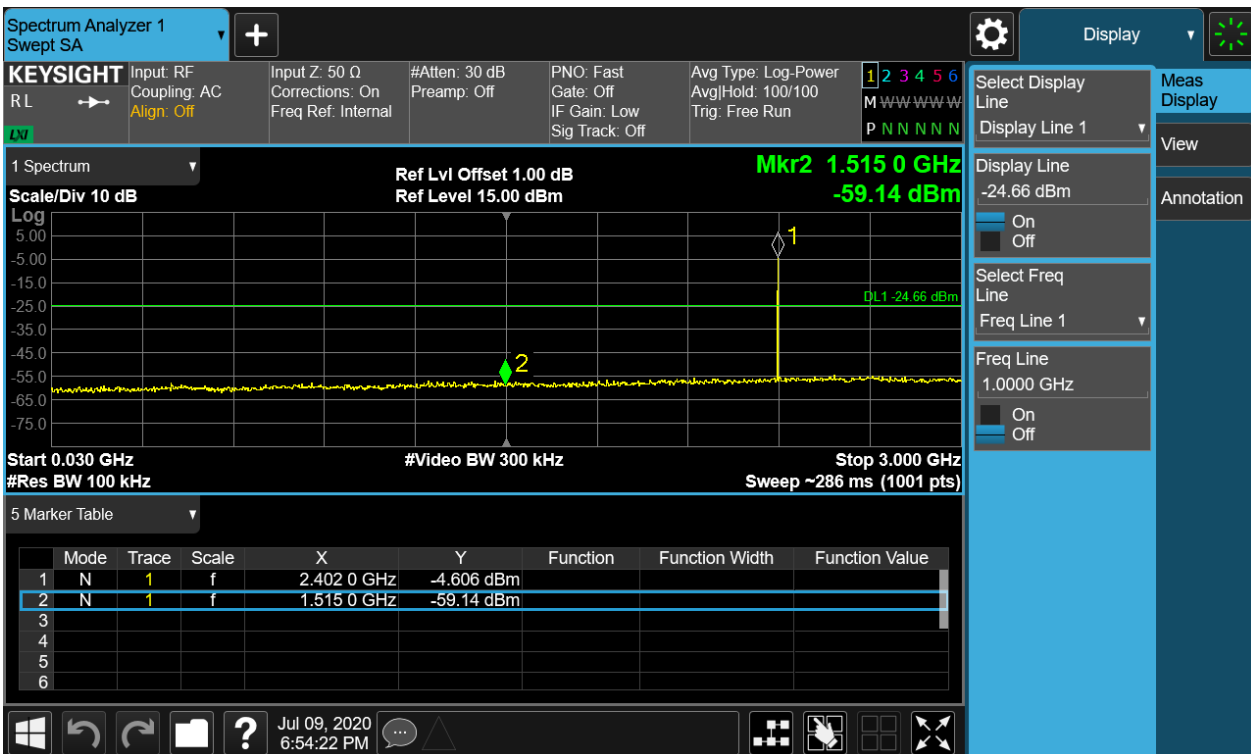 Spectrum Analyzer 1
Swept SA
Display
KEYSIGHT
R L
LXI
Input: RF
Coupling: AC
Align: Off
Input Z: 50 Ω
Corrections: On
Freq Ref: Internal
#Atten: 30 dB
Preamp: Off
PNO: Fast
Gate: Off
IF Gain: Low
Sig Track: Off
Avg Type: Log-Power
Avg|Hold: 100/100
Trig: Free Run
1 2 3 4 5 6
M W W W W W
P N N N N N
1 Spectrum
Scale/Div 10 dB
Ref Lvl Offset 1.00 dB
Ref Level 15.00 dBm
Mkr2 1.515 0 GHz
-59.14 dBm
Log
5.00
-5.00
-15.0
-25.0
-35.0
-45.0
-55.0
-65.0
-75.0
1
DL1 -24.66 dBm
2
Start 0.030 GHz
#Video BW 300 kHz
Stop 3.000 GHz
#Res BW 100 kHz
Sweep ~286 ms (1001 pts)
5 Marker Table
Mode Trace Scale X Y Function Function Width Function Value
1 N 1 f 2.402 0 GHz -4.606 dBm
2 N 1 f 1.515 0 GHz -59.14 dBm
3
4
5
6
Select Display
Line
Display Line 1
Display Line
-24.66 dBm
On
Off
Select Freq
Line
Freq Line 1
Freq Line
1.0000 GHz
On
Off
Meas
Display
View
Annotation
?
Jul 09, 2020
6:54:22 PM